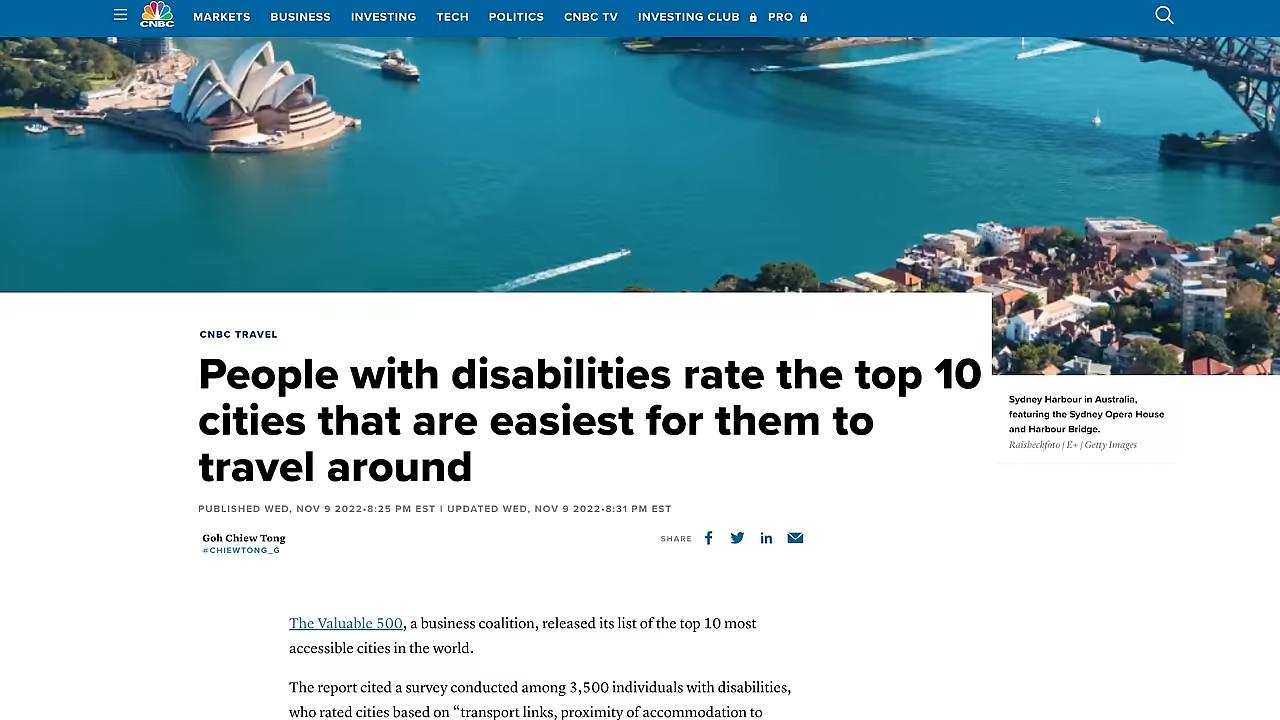 CNBC
MARKETS BUSINESS INVESTING TECH POLITICS CNBC TV INVESTING CLUB PRO
CNBC TRAVEL
People with disabilities rate the top 10
cities that are easiest for them to
travel around
Sydney Harbour in Australia,
featuring the Sydney Opera House
and Harbour Bridge.
Raisbeckfoto | E+ | Getty Images
PUBLISHED WED, NOV 9 2022•8:25 PM EST | UPDATED WED, NOV 9 2022•8:31 PM EST
Goh Chiew Tong
@CHIEWTONG_G
SHARE
The Valuable 500, a business coalition, released its list of the top 10 most
accessible cities in the world.
The report cited a survey conducted among 3,500 individuals with disabilities,
who rated cities based on “transport links, proximity of accommodation to